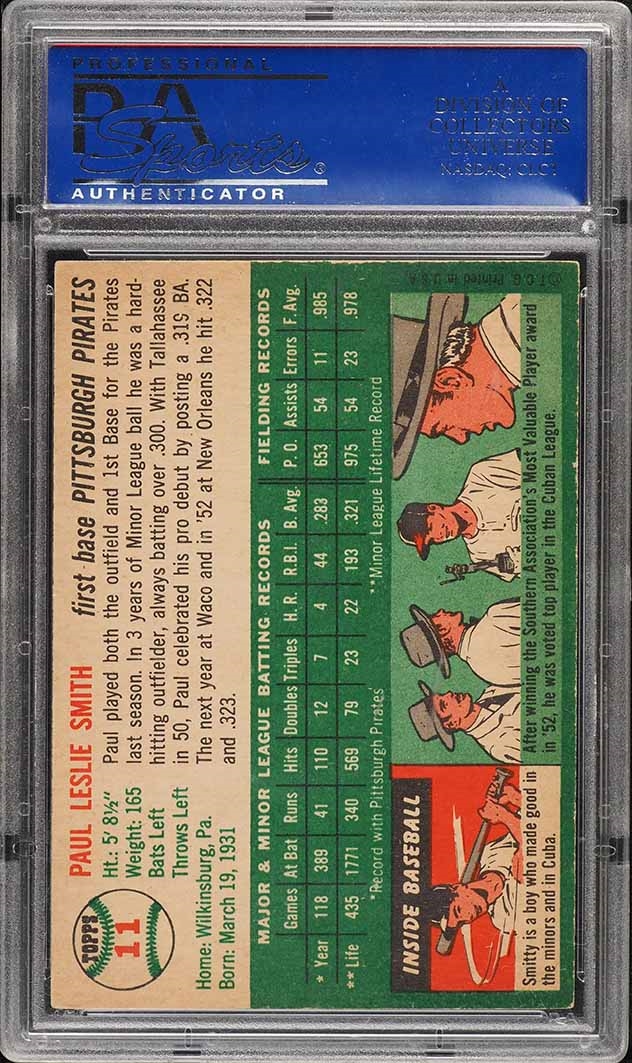 PROFESSIONAL
PSA
Sports ®
AUTHENTICATOR
A
DIVISION OF
COLLECTORS
UNIVERSE
NASDAQ: CLCT
TOPPS
11
PAUL LESLIE SMITH first base PITTSBURGH PIRATES
Ht.: 5' 8½"
Weight: 165
Bats Left
Throws Left
Home: Wilkinsburg, Pa.
Born: March 19, 1931
Paul played both the outfield and 1st Base for the Pirates
last season. In 3 years of Minor League ball he was a hard-
hitting outfielder, always batting over .300. With Tallahassee
in 50, Paul celebrated his pro debut by posting a .319 BA.
The next year at Waco and in '52 at New Orleans he hit .322
and .323.
MAJOR & MINOR LEAGUE BATTING RECORDS FIELDING RECORDS
Games At Bat Runs Hits Doubles Triples H.R. R.B.I. B. Avg. P.O. Assists Errors F. Avg.
* Year 118 389 41 110 12 7 4 44 .283 653 54 11 .985
** Life 435 1771 340 569 79 23 22 193 .321 975 54 23 .978
*Record with Pittsburgh Pirates **Minor League Lifetime Record
INSIDE BASEBALL
Smitty is a boy who made good in
the minors and in Cuba.
After winning the Southern Association's Most Valuable Player award
in '52, he was voted top player in the Cuban League.
© T.C.G. Printed in U.S.A.